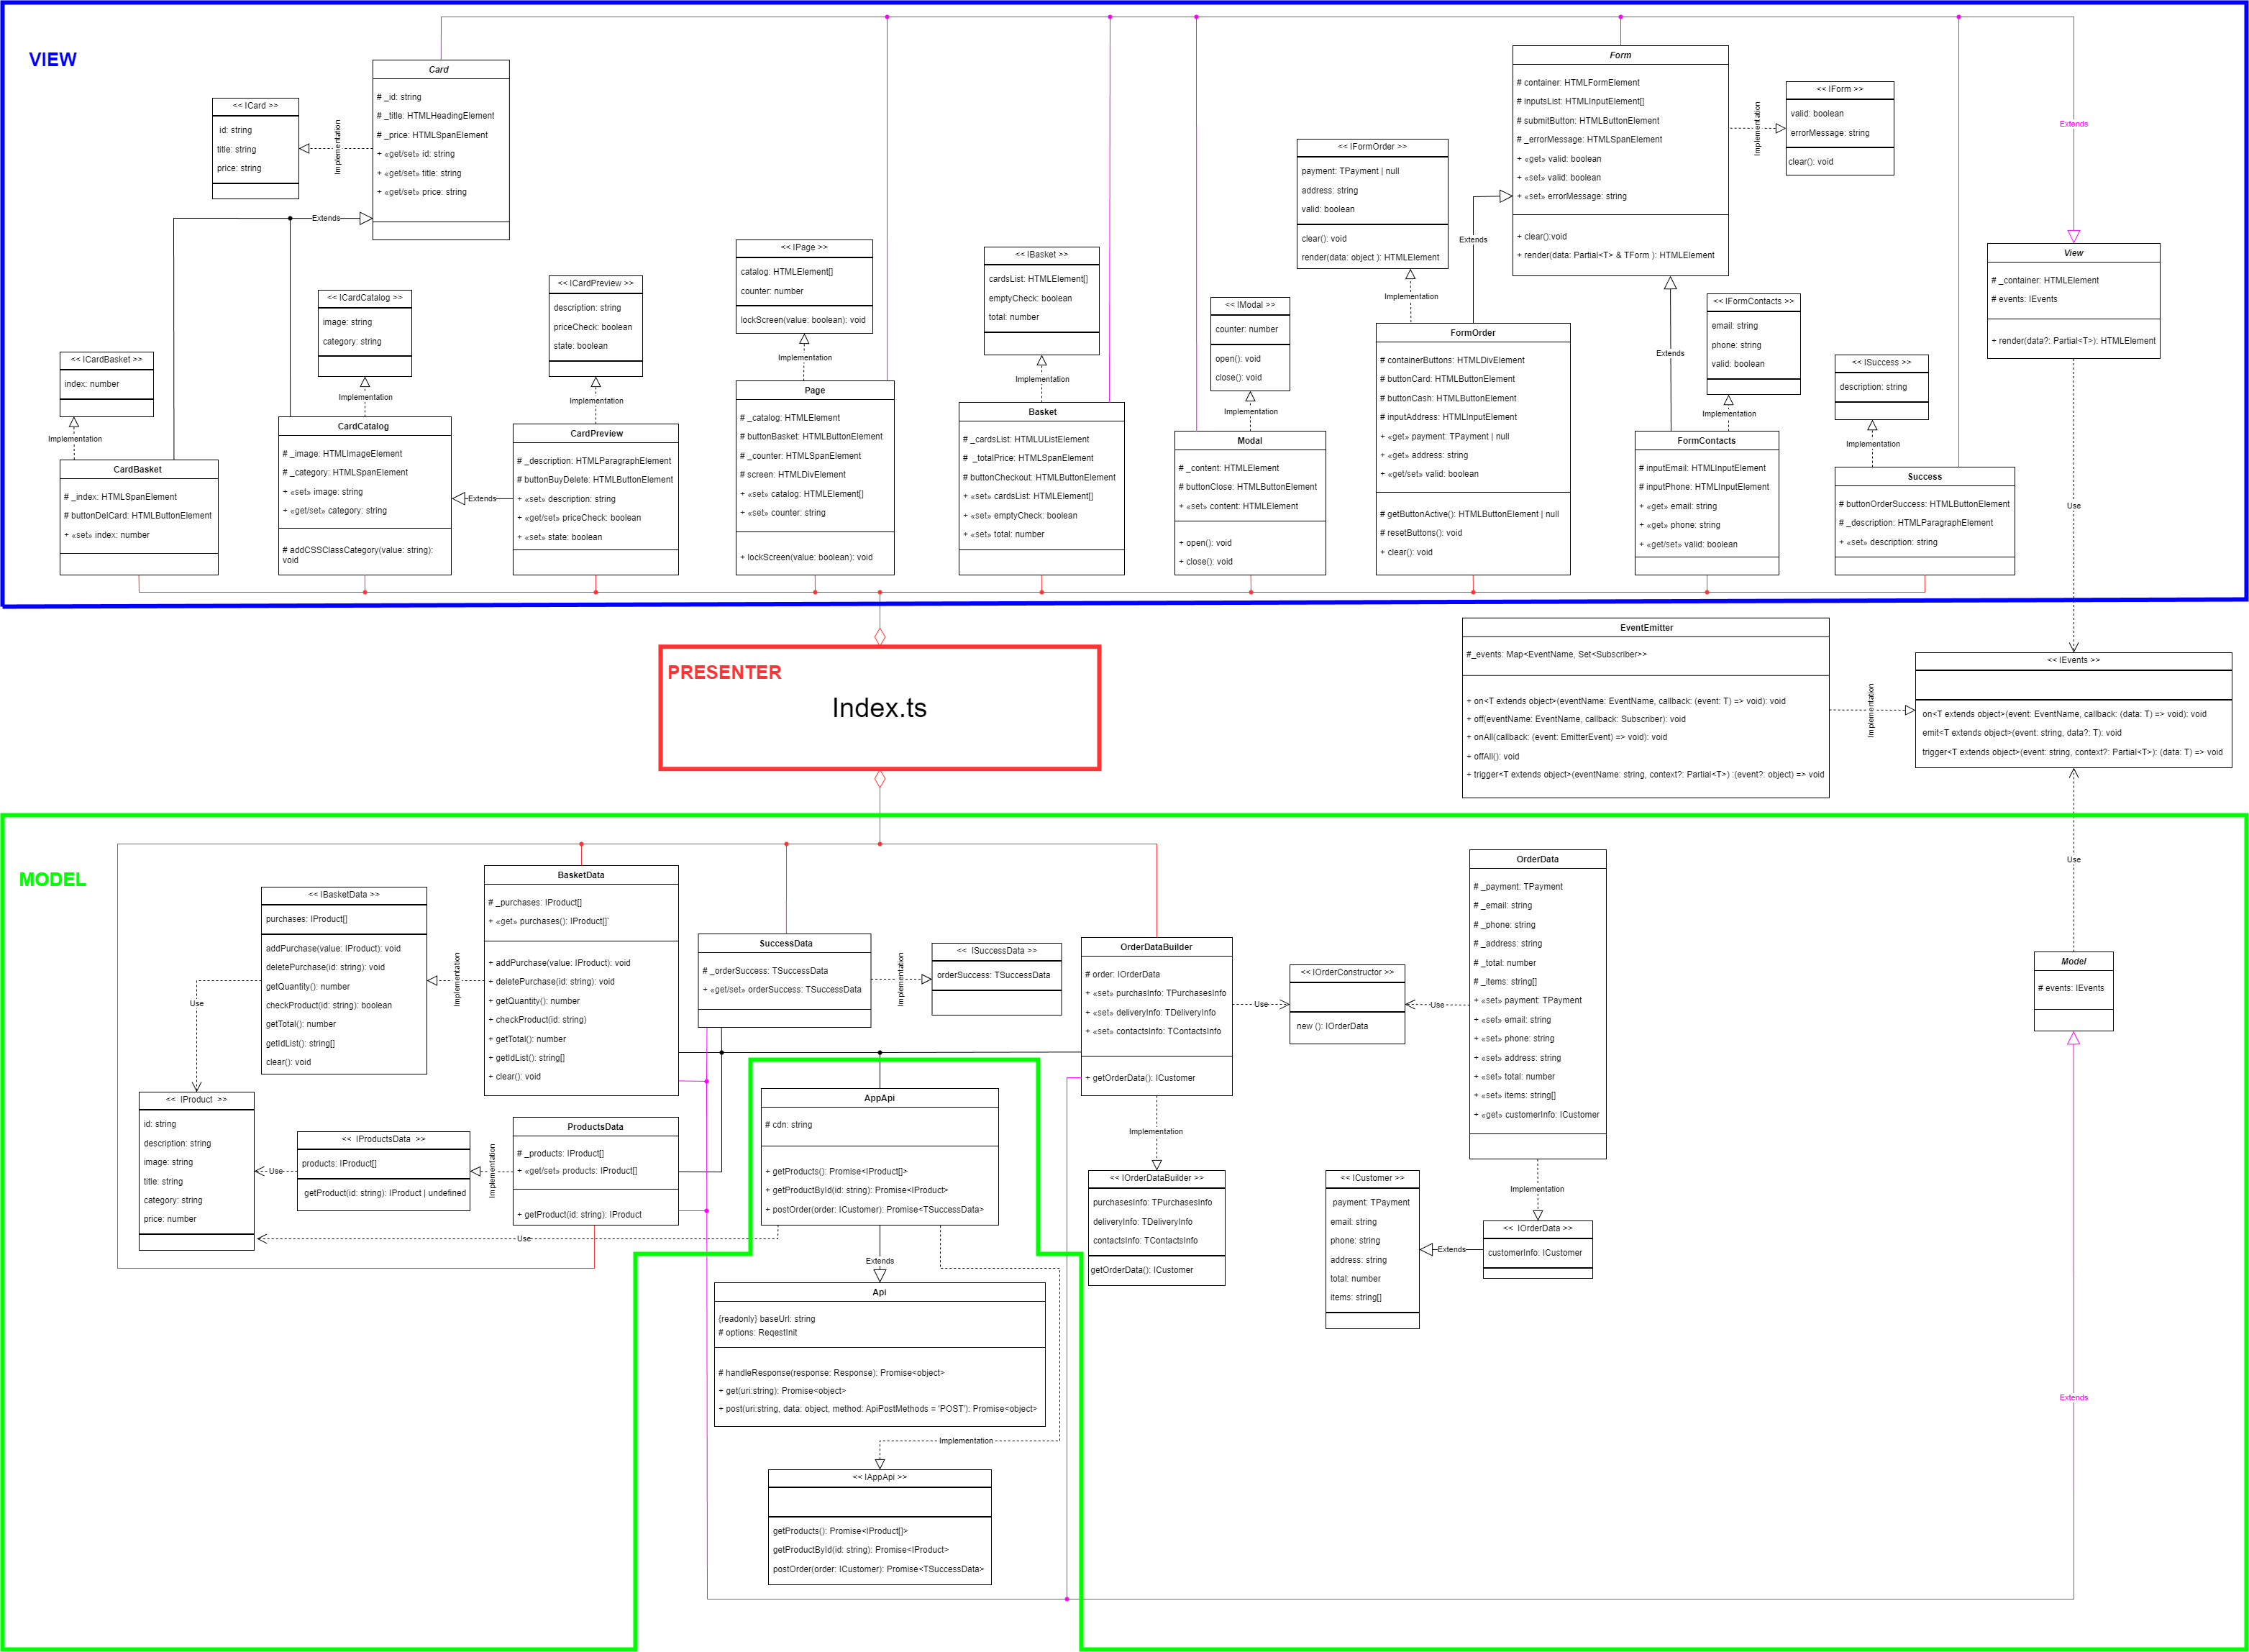 VIEW
Card
# _id: string
# _title: HTMLHeadingElement
# _price: HTMLSpanElement
+ «get/set» id: string
+ «get/set» title: string
+ «get/set» price: string
<< ICard >>
id: string
title: string
price: string
Implementation
Extends
Form
# container: HTMLFormElement
# inputsList: HTMLInputElement[]
# submitButton: HTMLButtonElement
# _errorMessage: HTMLSpanElement
+ «get» valid: boolean
+ «set» valid: boolean
+ «set» errorMessage: string
+ clear():void
+ render(data: Partial<T> & TForm ): HTMLElement
Implementation
<< IForm >>
valid: boolean
errorMessage: string
clear(): void
Extends
<< IFormOrder >>
payment: TPayment | null
address: string
valid: boolean
clear(): void
render(data: object ): HTMLElement
Implementation
Extends
<< IPage >>
catalog: HTMLElement[]
counter: number
lockScreen(value: boolean): void
Implementation
<< IBasket >>
cardsList: HTMLElement[]
emptyCheck: boolean
total: number
Implementation
<< IModal >>
counter: number
open(): void
close(): void
Implementation
<< ICardPreview >>
description: string
priceCheck: boolean
state: boolean
Implementation
<< ICardCatalog >>
image: string
category: string
Implementation
<< ICardBasket >>
index: number
Implementation
<< IFormContacts >>
email: string
phone: string
valid: boolean
Implementation
Extends
<< ISuccess >>
description: string
Implementation
View
# _container: HTMLElement
# events: IEvents
+ render(data?: Partial<T>): HTMLElement
Use
CardBasket
# _index: HTMLSpanElement
# buttonDelCard: HTMLButtonElement
+ «set» index: number
CardCatalog
# _image: HTMLImageElement
# _category: HTMLSpanElement
+ «set» image: string
+ «get/set» category: string
# addCSSClassCategory(value: string):
void
Extends
CardPreview
# _description: HTMLParagraphElement
# buttonBuyDelete: HTMLButtonElement
+ «set» description: string
+ «get/set» priceCheck: boolean
+ «set» state: boolean
Page
# _catalog: HTMLElement
# buttonBasket: HTMLButtonElement
# _counter: HTMLSpanElement
# screen: HTMLDivElement
+ «set» catalog: HTMLElement[]
+ «set» counter: string
+ lockScreen(value: boolean): void
Basket
# _cardsList: HTMLUListElement
# _totalPrice: HTMLSpanElement
# buttonCheckout: HTMLButtonElement
+ «set» cardsList: HTMLElement[]
+ «set» emptyCheck: boolean
+ «set» total: number
Modal
# _content: HTMLElement
# buttonClose: HTMLButtonElement
+ «set» content: HTMLElement
+ open(): void
+ close(): void
FormOrder
# containerButtons: HTMLDivElement
# buttonCard: HTMLButtonElement
# buttonCash: HTMLButtonElement
# inputAddress: HTMLInputElement
+ «get» payment: TPayment | null
+ «get» address: string
+ «get/set» valid: boolean
# getButtonActive(): HTMLButtonElement | null
# resetButtons(): void
+ clear(): void
FormContacts
# inputEmail: HTMLInputElement
# inputPhone: HTMLInputElement
+ «get» email: string
+ «get» phone: string
+ «get/set» valid: boolean
Success
# buttonOrderSuccess: HTMLButtonElement
# _description: HTMLParagraphElement
+ «set» description: string
PRESENTER
Index.ts
EventEmitter
#_events: Map<EventName, Set<Subscriber>>
+ on<T extends object>(eventName: EventName, callback: (event: T) => void): void
+ off(eventName: EventName, callback: Subscriber): void
+ onAll(callback: (event: EmitterEvent) => void): void
+ offAll(): void
+ trigger<T extends object>(eventName: string, context?: Partial<T>) :(event?: object) => void
Implementation
<< IEvents >>
on<T extends object>(event: EventName, callback: (data: T) => void): void
emit<T extends object>(event: string, data?: T): void
trigger<T extends object>(event: string, context?: Partial<T>): (data: T) => void
MODEL
<< IBasketData >>
purchases: IProduct[]
addPurchase(value: IProduct): void
deletePurchase(id: string): void
getQuantity(): number
checkProduct(id: string): boolean
getTotal(): number
getIdList(): string[]
clear(): void
Use
Implementation
BasketData
# _purchases: IProduct[]
+ «get» purchases(): IProduct[]`
+ addPurchase(value: IProduct): void
+ deletePurchase(id: string): void
+ getQuantity(): number
+ checkProduct(id: string)
+ getTotal(): number
+ getIdList(): string[]
+ clear(): void
SuccessData
# _orderSuccess: TSuccessData
+ «get/set» orderSuccess: TSuccessData
Implementation
<< ISuccessData >>
orderSuccess: TSuccessData
OrderDataBuilder
# order: IOrderData
+ «set» purchasInfo: TPurchasesInfo
+ «set» deliveryInfo: TDeliveryInfo
+ «set» contactsInfo: TContactsInfo
+ getOrderData(): ICustomer
Use
<< IOrderConstructor >>
new (): IOrderData
Use
OrderData
# _payment: TPayment
# _email: string
# _phone: string
# _address: string
# _total: number
# _items: string[]
+ «set» payment: TPayment
+ «set» email: string
+ «set» phone: string
+ «set» address: string
+ «set» total: number
+ «set» items: string[]
+ «get» customerInfo: ICustomer
Use
Model
# events: IEvents
<< IProduct >>
id: string
description: string
image: string
title: string
category: string
price: number
Use
<< IProductsData >>
products: IProduct[]
getProduct(id: string): IProduct | undefined
Implementation
ProductsData
# _products: IProduct[]
+ «get/set» products: IProduct[]
+ getProduct(id: string): IProduct
Use
AppApi
# cdn: string
+ getProducts(): Promise<IProduct[]>
+ getProductById(id: string): Promise<IProduct>
+ postOrder(order: ICustomer): Promise<TSuccessData>
Extends
Implementation
<< IOrderDataBuilder >>
purchasesInfo: TPurchasesInfo
deliveryInfo: TDeliveryInfo
contactsInfo: TContactsInfo
getOrderData(): ICustomer
<< ICustomer >>
payment: TPayment
email: string
phone: string
address: string
total: number
items: string[]
Extends
Implementation
<< IOrderData >>
customerInfo: ICustomer
Api
{readonly} baseUrl: string
# options: ReqestInit
# handleResponse(response: Response): Promise<object>
+ get(uri:string): Promise<object>
+ post(uri:string, data: object, method: ApiPostMethods = 'POST'): Promise<object>
Extends
Implementation
<< IAppApi >>
getProducts(): Promise<IProduct[]>
getProductById(id: string): Promise<IProduct>
postOrder(order: ICustomer): Promise<TSuccessData>